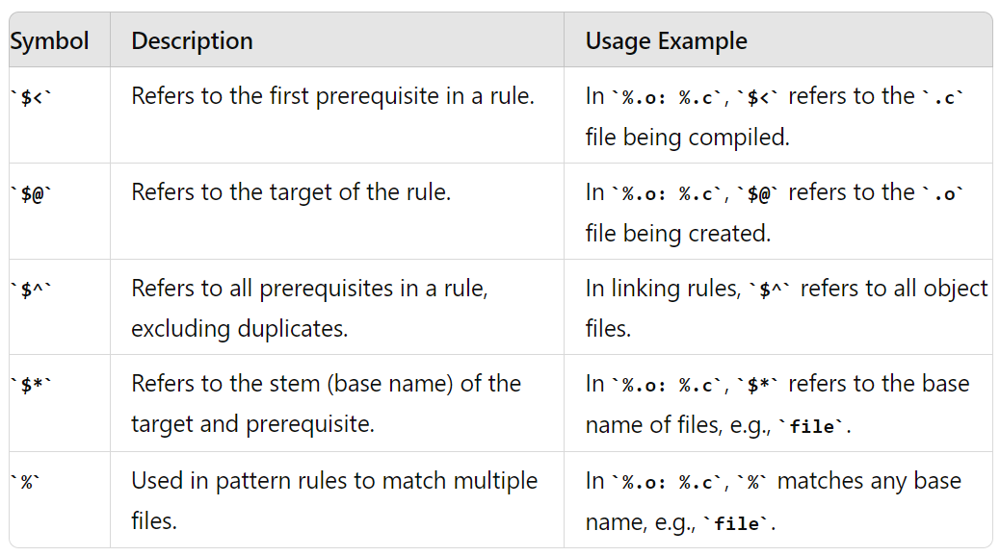 Symbol Description Usage Example
`$<` Refers to the first prerequisite in a rule. In `%.o: %.c`, `$<` refers to the `.c`
file being compiled.
`$@` Refers to the target of the rule. In `%.o: %.c`, `$@` refers to the `.o`
file being created.
`$^` Refers to all prerequisites in a rule, In linking rules, `$^` refers to all object
excluding duplicates. files.
`$*` Refers to the stem (base name) of the In `%.o: %.c`, `$*` refers to the base
target and prerequisite. name of files, e.g., `file`.
`%` Used in pattern rules to match multiple In `%.o: %.c`, `%` matches any base
files. name, e.g., `file`.